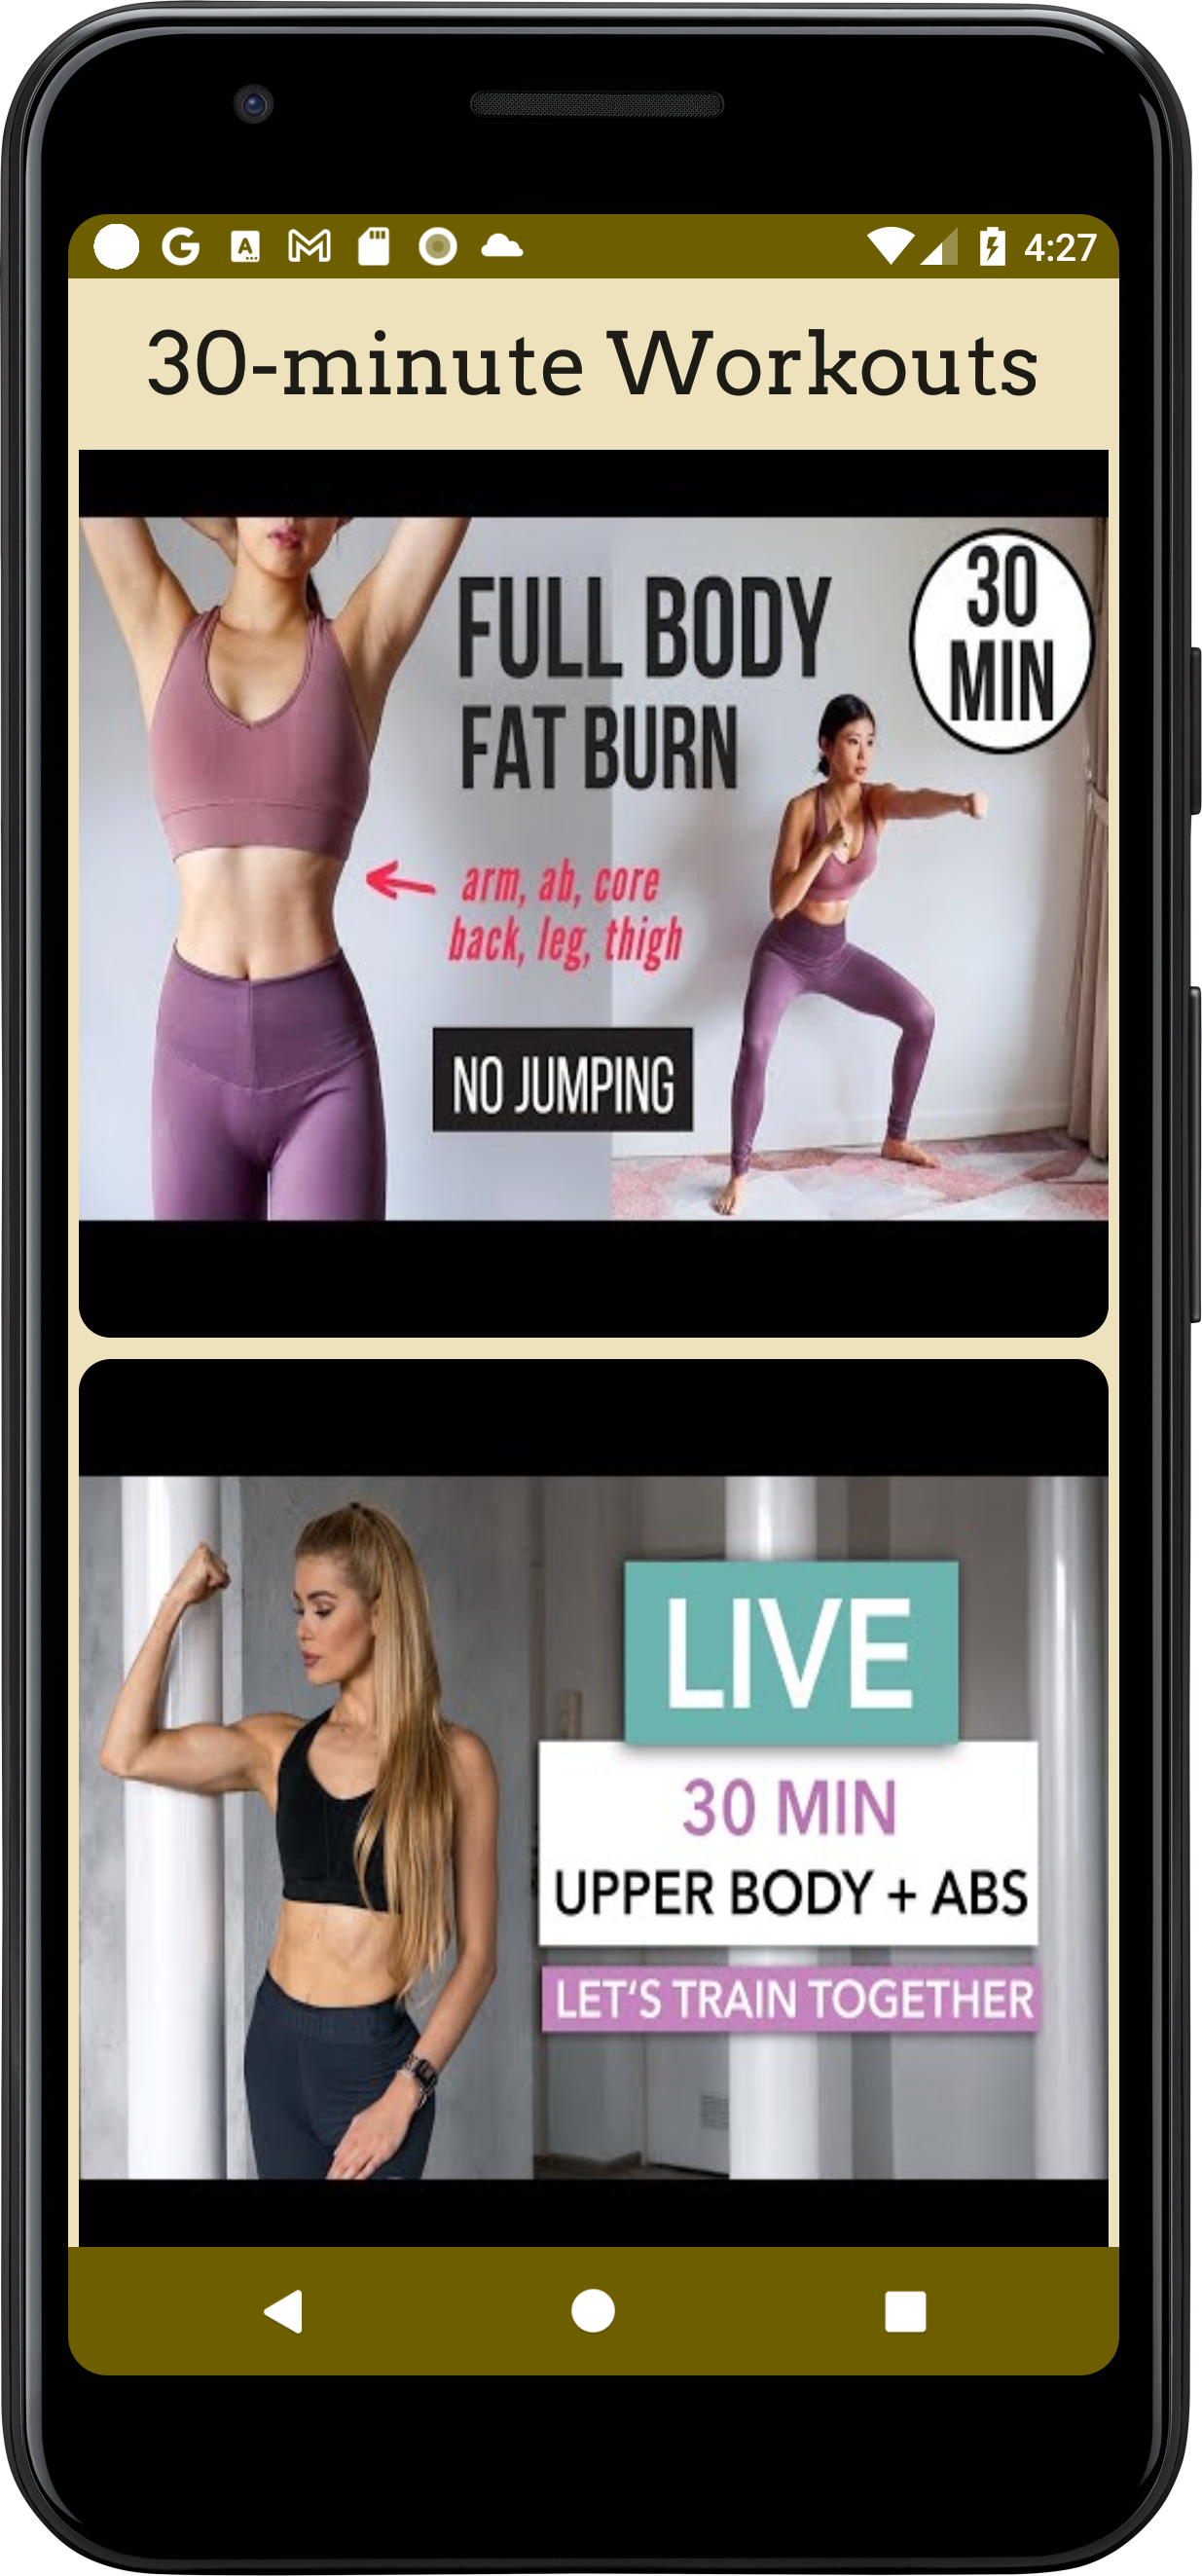 4:27
30-minute Workouts
FULL BODY
FAT BURN
30
MIN
arm, ab, core
back, leg, thigh
NO JUMPING
LIVE
30 MIN
UPPER BODY + ABS
LET'S TRAIN TOGETHER